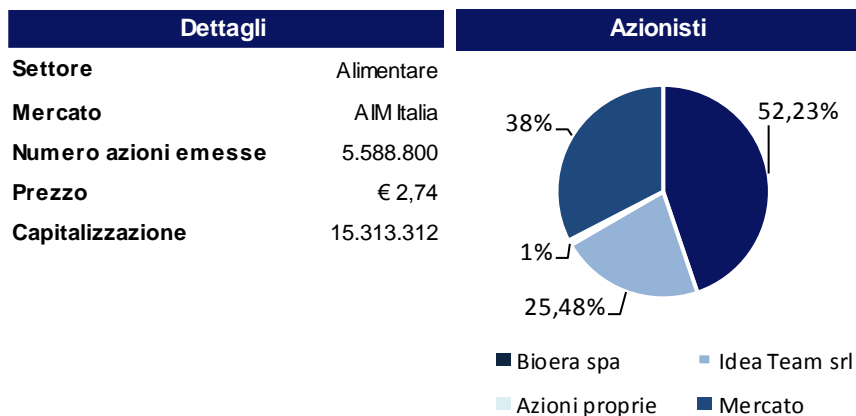 Dettagli
Settore Alimentare
Mercato AIM Italia
Numero azioni emesse 5.588.800
Prezzo € 2,74
Capitalizzazione 15.313.312
Azionisti
52,23%
38%
1%
25,48%
Bioera spa Idea Team srl
Azioni proprie Mercato